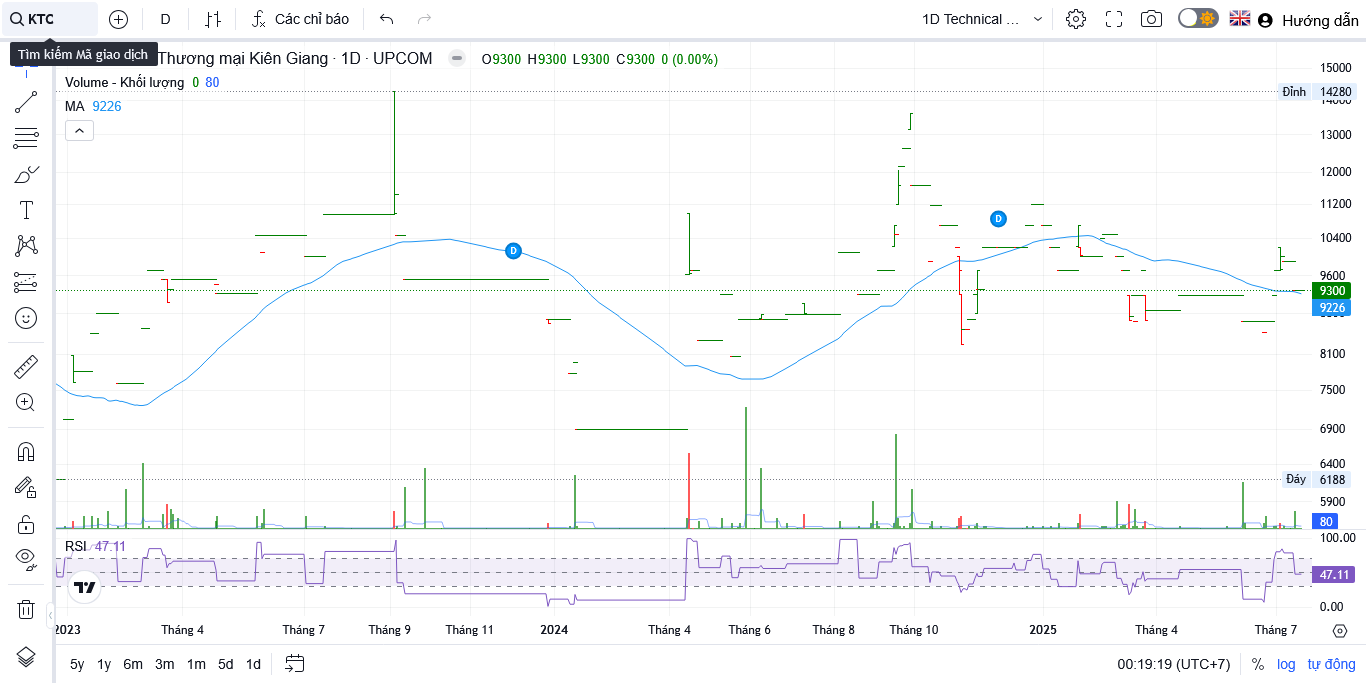 KTC
D
Các chỉ báo
1D Technical ...
Hướng dẫn
Tìm kiếm Mã giao dịch
Thương mại Kiên Giang · 1D · UPCOM
O9300 H9300 L9300 C9300 0 (0.00%)
Volume - Khối lượng 0 80
MA 9226
15000
Đỉnh 14280
14000
13000
12000
11200
10400
9600
9300
9226
8100
7500
6900
6400
Đáy 6188
5900
80
D
D
RSI 47.11
100.00
47.11
0.00
2023
Tháng 4
Tháng 7
Tháng 9
Tháng 11
2024
Tháng 4
Tháng 6
Tháng 8
Tháng 10
2025
Tháng 4
Tháng 7
5y 1y 6m 3m 1m 5d 1d
00:19:19 (UTC+7)
% log tự động